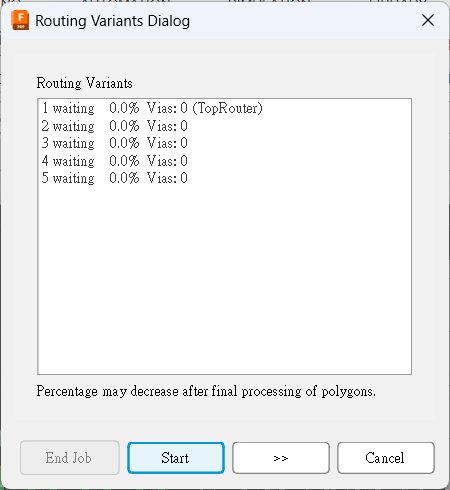 F
Routing Variants Dialog
Routing Variants
1 waiting 0.0% Vias: 0 (TopRouter)
2 waiting 0.0% Vias: 0
3 waiting 0.0% Vias: 0
4 waiting 0.0% Vias: 0
5 waiting 0.0% Vias: 0
Percentage may decrease after final processing of polygons.
End Job
Start
>>
Cancel